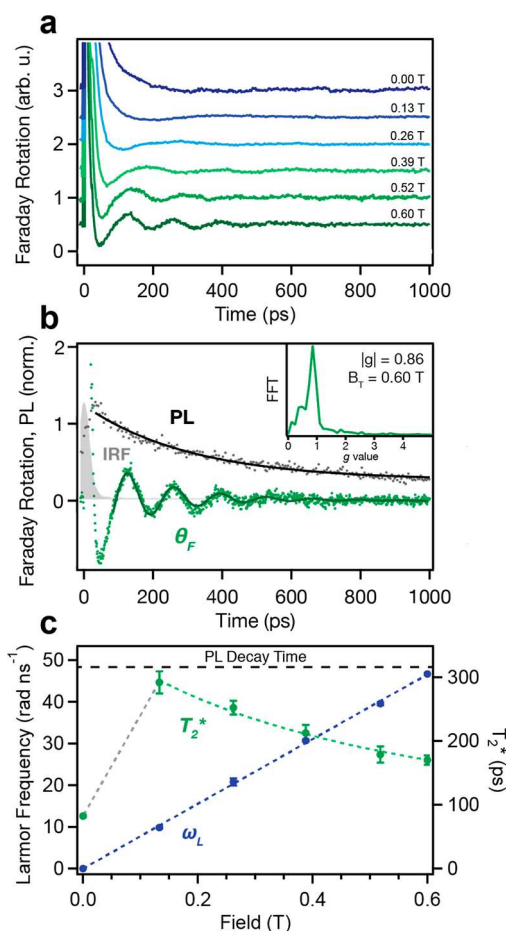 a
Faraday Rotation (arb. u.)
3
2
1
0
0.00 T
0.13 T
0.26 T
0.39 T
0.52 T
0.60 T
0 200 400 600 800 1000
Time (ps)
b
Faraday Rotation, PL (norm.)
2
1
0
IRF
PL
θF
FFT
|g| = 0.86
BT = 0.60 T
0 1 2 3 4
g value
0 200 400 600 800 1000
Time (ps)
c
Larmor Frequency (rad ns-1)
50
40
30
20
10
0
PL Decay Time
T2*
ωL
300
200
100
0
T2* (ps)
0.0 0.2 0.4 0.6
Field (T)